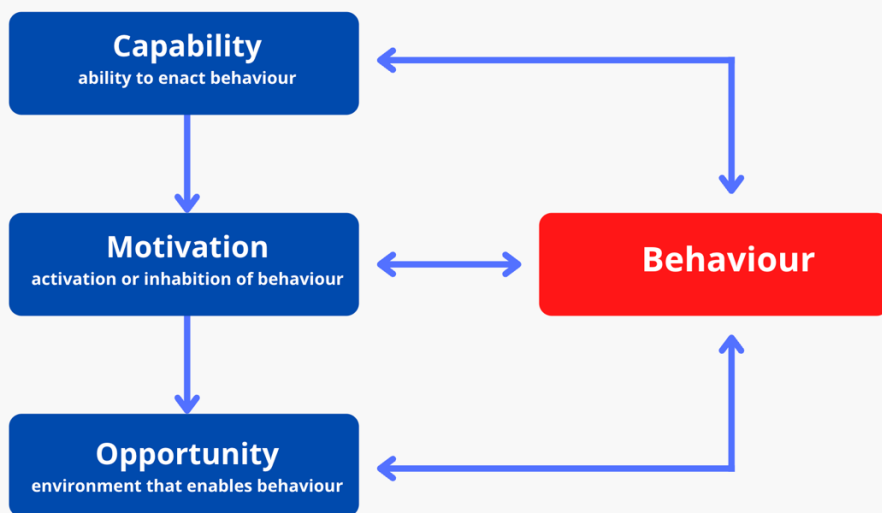 Capability
ability to enact behaviour
Motivation
activation or inhabition of behaviour
Behaviour
Opportunity
environment that enables behaviour